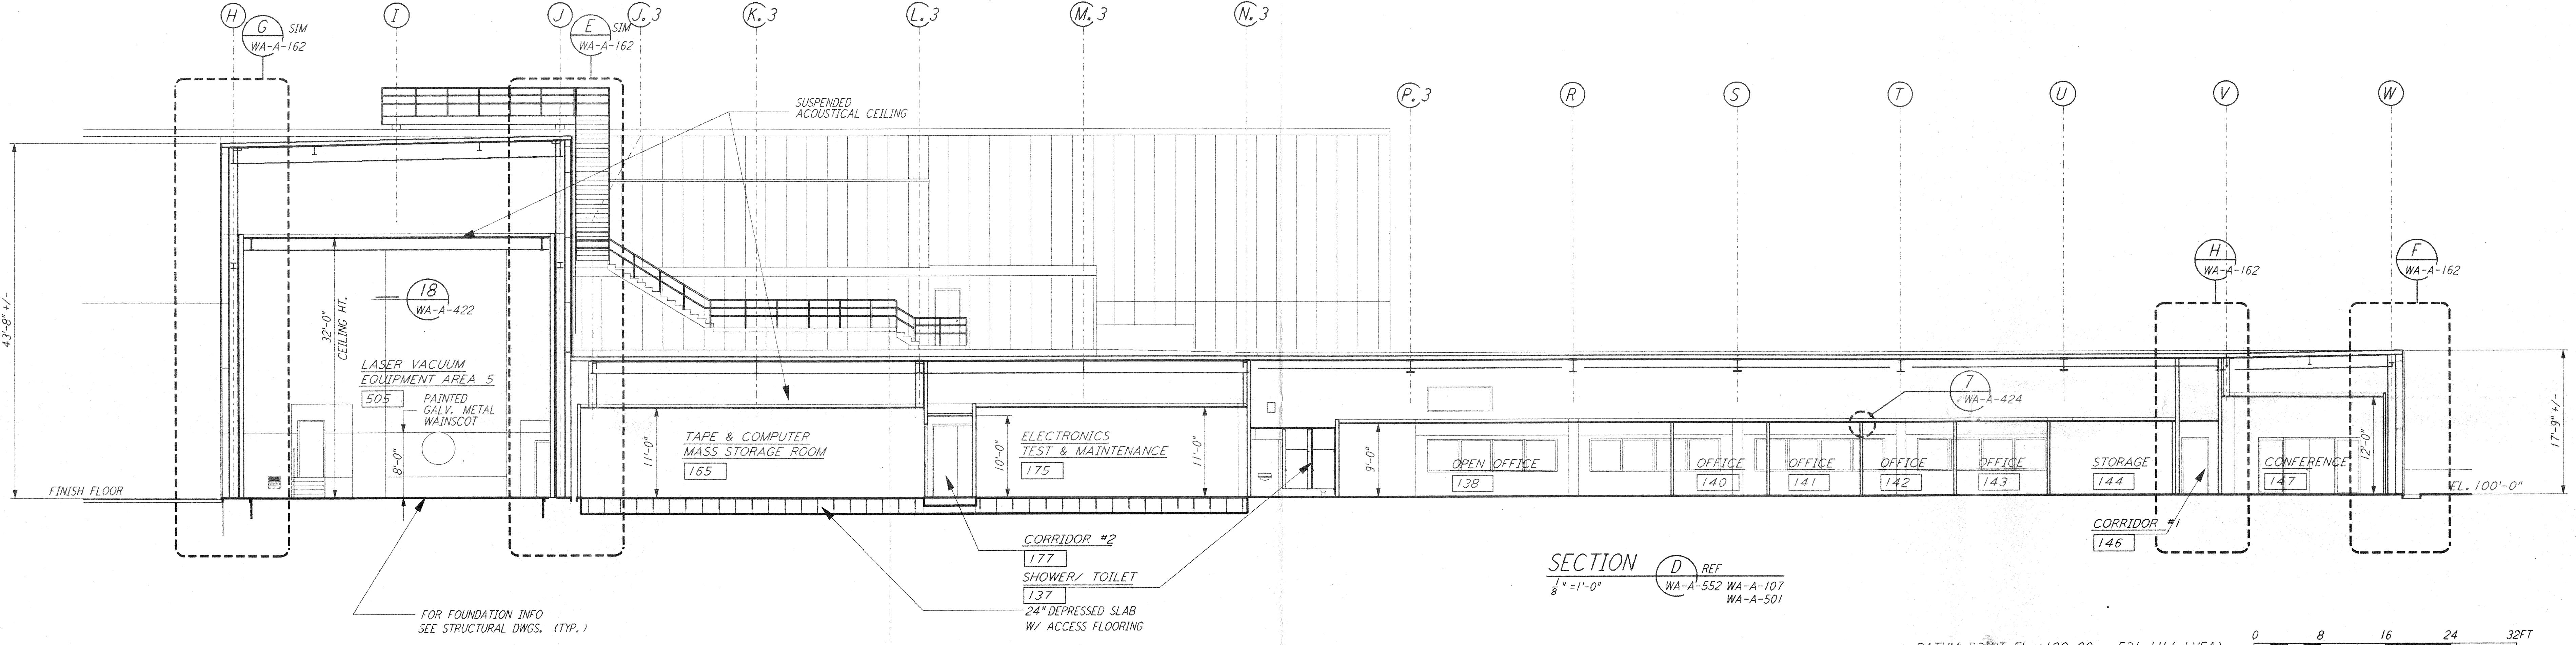 H
I
J
J.3
K.3
L.3
M.3
N.3
G
SIM
WA-A-162
E
SIM
WA-A-162
P.3
R
S
T
U
V
W
SUSPENDED
ACOUSTICAL CEILING
H
WA-A-162
F
WA-A-162
43'-8" +/-
32'-0"
CEILING HT.
18
WA-A-422
LASER VACUUM
EQUIPMENT AREA 5
505
PAINTED
GALV. METAL
WAINSCOT
8'-0"
7
WA-A-424
17'-9" +/-
11'-0"
TAPE & COMPUTER
MASS STORAGE ROOM
165
10'-0"
ELECTRONICS
TEST & MAINTENANCE
175
11'-0"
9'-0"
OPEN OFFICE
138
OFFICE
140
OFFICE
141
OFFICE
142
OFFICE
143
STORAGE
144
CONFERENCE
147
12'-0"
FINISH FLOOR
EL. 100'-0"
CORRIDOR #1
146
CORRIDOR #2
177
SHOWER/ TOILET
137
24" DEPRESSED SLAB
W/ ACCESS FLOORING
FOR FOUNDATION INFO
SEE STRUCTURAL DWGS. (TYP.)
SECTION
1/8" =1'-0"
D
REF
WA-A-552 WA-A-107
WA-A-501
0 8 16 24 32FT